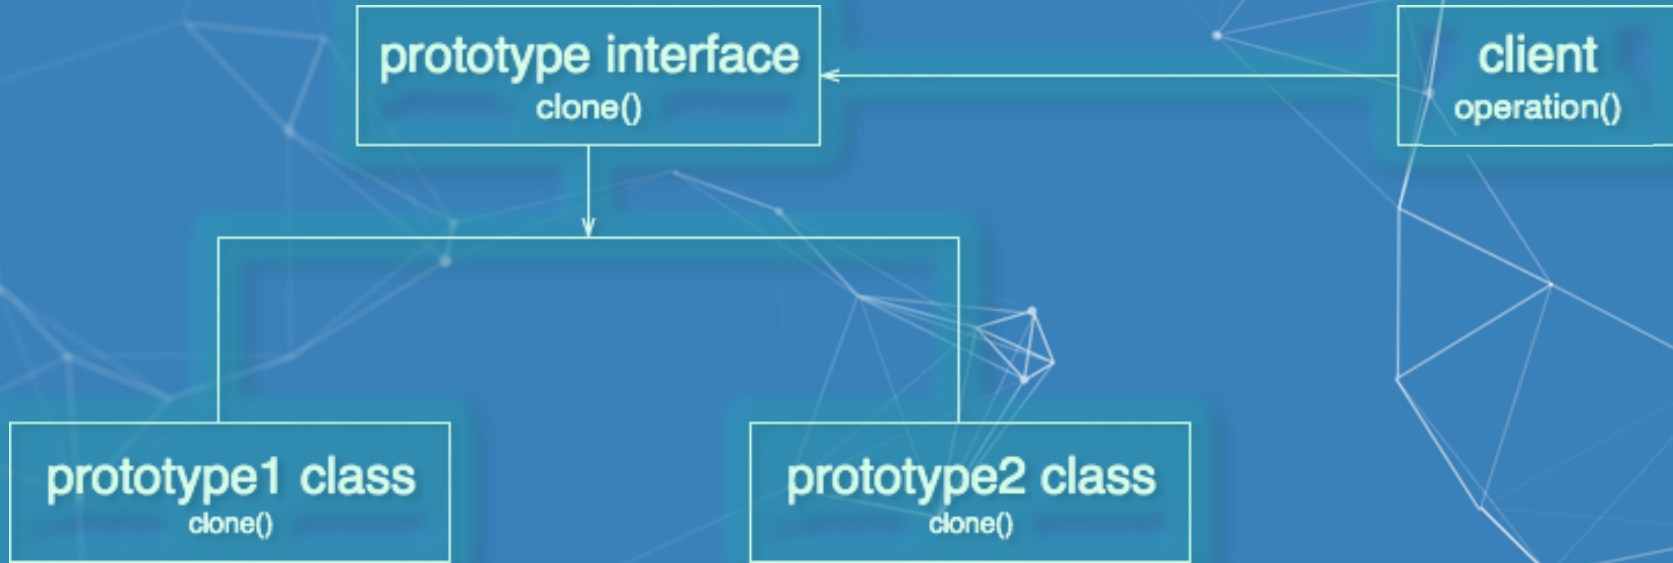 prototype interface
clone()
client
operation()
prototype1 class
clone()
prototype2 class
clone()